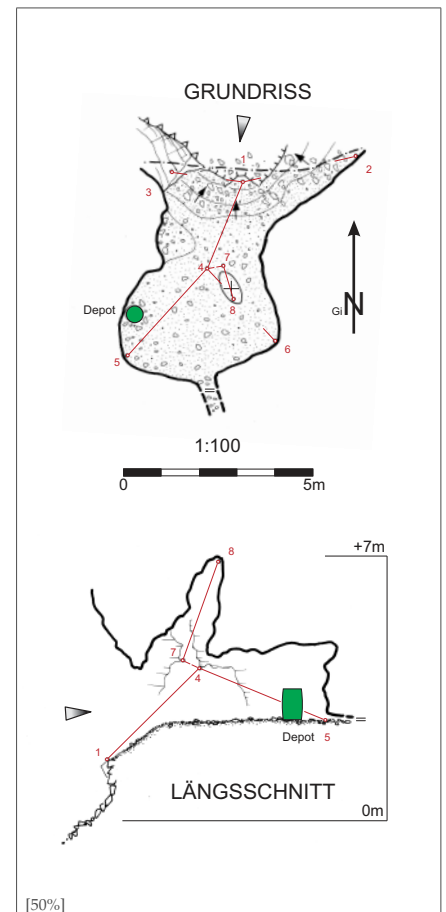 GRUNDRISS
1
2
3
4
7
8
GiN
Depot
5
6
=
1:100
0 5m
+7m
8
7
4
1
5
Depot
LÄNGSSCHNITT
0m
[50%]